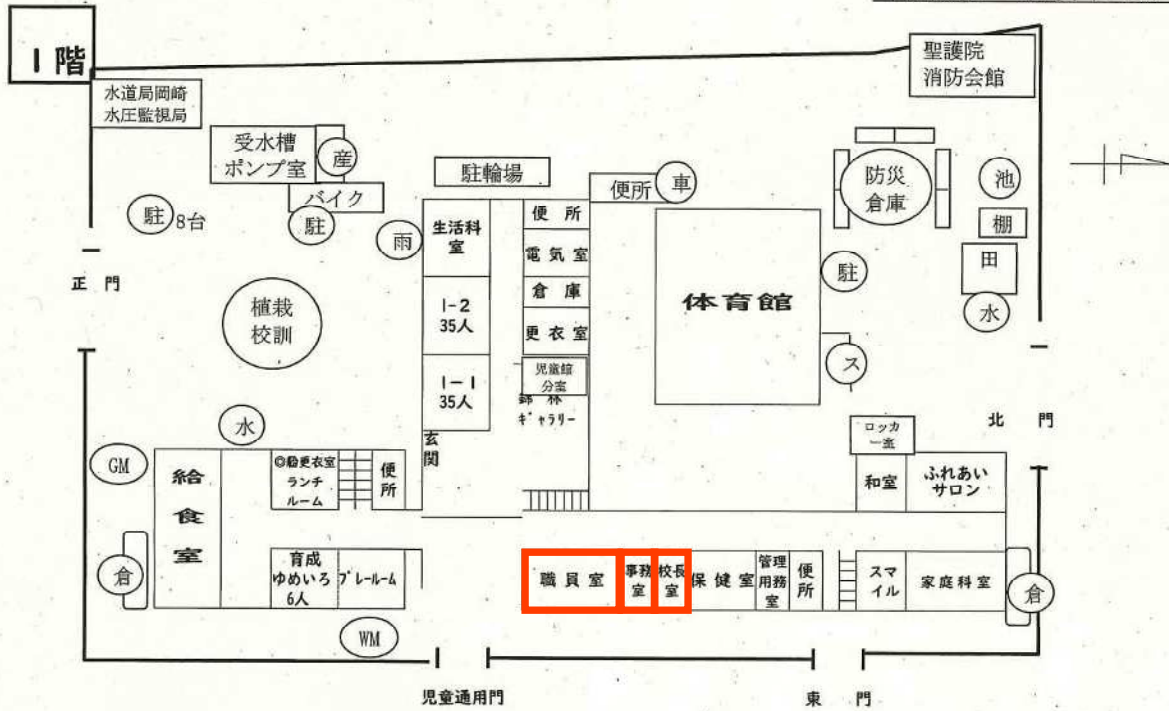 1階
聖護院
消防会館
水道局岡崎
水圧監視局
受水槽
ポンプ室
産
バイク
駐
8台
駐
雨
駐輪場
便所
車
防災
倉庫
池
棚
田
水
駐
ス
正門
植栽
校訓
生活科
室
1-2
35人
1-1
35人
便所
電気室
倉庫
更衣室
児童館
分室
錦林
ギャラリー
体育館
北門
水
玄
関
GM
給
食
室
◎給更衣室
ランチ
ルーム
便
所
ロッカ
ー室
和室
ふれあい
サロン
倉
育成
ゆめいろ
6人
プレールーム
職員室
事務
室
校長
室
保健室
管理
用務
室
便
所
スマ
イル
家庭科室
倉
WM
児童通用門
東門